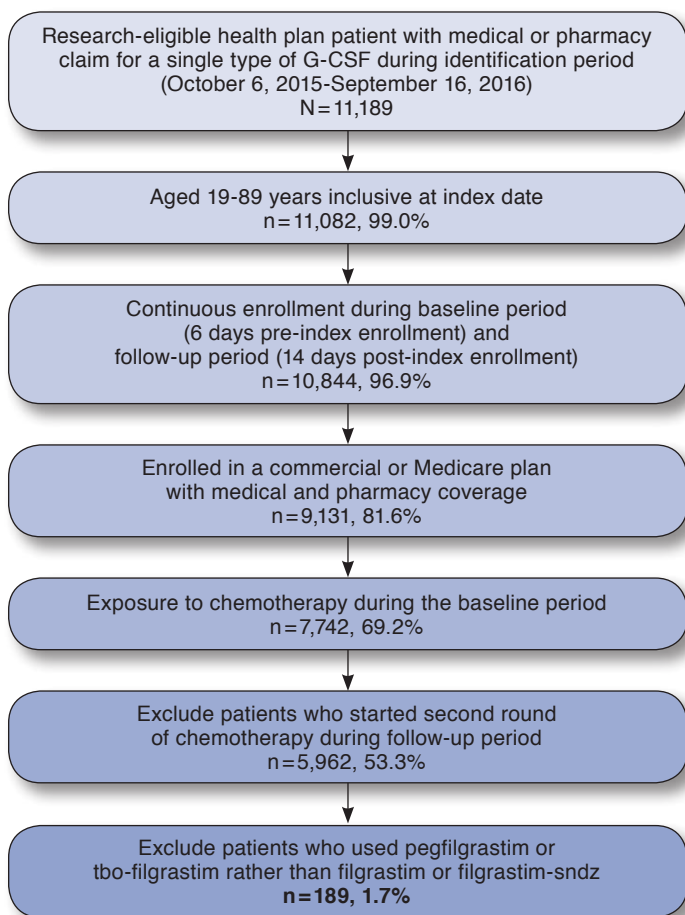 Research-eligible health plan patient with medical or pharmacy
claim for a single type of G-CSF during identification period
(October 6, 2015-September 16, 2016)
N=11,189
Aged 19-89 years inclusive at index date
n=11,082, 99.0%
Continuous enrollment during baseline period
(6 days pre-index enrollment) and
follow-up period (14 days post-index enrollment)
n=10,844, 96.9%
Enrolled in a commercial or Medicare plan
with medical and pharmacy coverage
n=9,131, 81.6%
Exposure to chemotherapy during the baseline period
n=7,742, 69.2%
Exclude patients who started second round
of chemotherapy during follow-up period
n=5,962, 53.3%
Exclude patients who used pegfilgrastim or
tbo-filgrastim rather than filgrastim or filgrastim-sndz
n=189, 1.7%